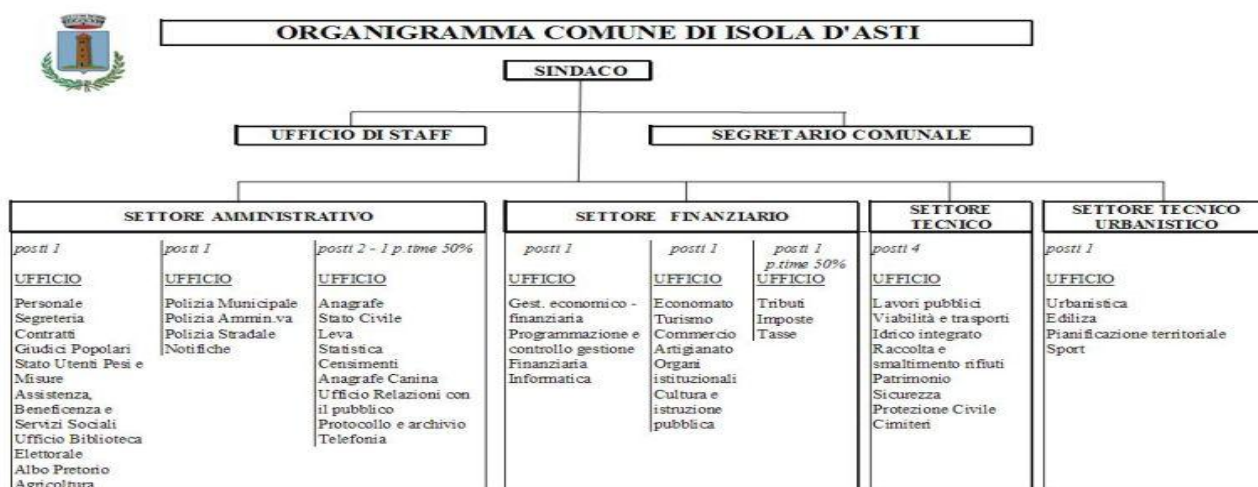 ORGANIGRAMMA COMUNE DI ISOLA D'ASTI
SINDACO
UFFICIO DI STAFF
SEGRETARIO COMUNALE
SETTORE AMMINISTRATIVO
posti 1
UFFICIO
Personale
Segreteria
Contratti
Giudici Popolari
Stato Utenti Pesi e
Misure
Assistenza,
Beneficenza e
Servizi Sociali
Ufficio Biblioteca
Elettorale
Albo Pretorio
Agricoltura
posti 1
UFFICIO
Polizia Municipale
Polizia Ammin.va
Polizia Stradale
Notifiche
posti 2 - 1 p.time 50%
UFFICIO
Anagrafe
Stato Civile
Leva
Statistica
Censimenti
Anagrafe Canina
Ufficio Relazioni con
il pubblico
Protocollo e archivio
Telefonia
SETTORE FINANZIARIO
posti 1
UFFICIO
Gest. economico -
finanziaria
Programmazione e
controllo gestione
Finanziaria
Informatica
posti 1
UFFICIO
Economato
Turismo
Commercio
Artigianato
Organi
istituzionali
Cultura e
istruzione
pubblica
posti 1
p.time 50%
UFFICIO
Tributi
Imposte
Tasse
SETTORE
TECNICO
posti 4
UFFICIO
Lavori pubblici
Viabilità e trasporti
Idrico integrato
Raccolta e
smaltimento rifiuti
Patrimonio
Sicurezza
Protezione Civile
Cimiteri
SETTORE TECNICO
URBANISTICO
posti 1
UFFICIO
Urbanistica
Ediliza
Pianificazione territoriale
Sport